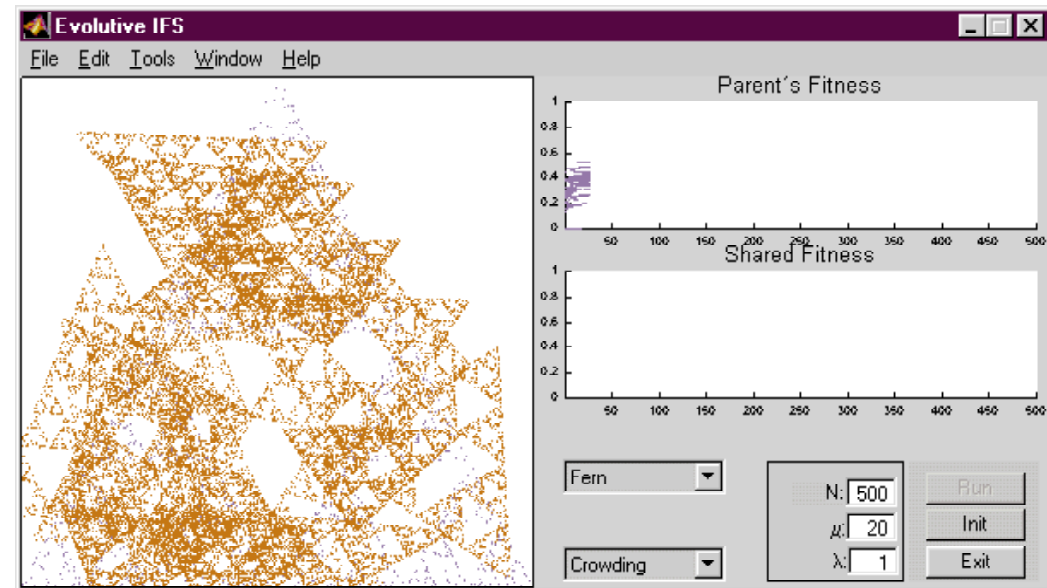 Evolutive IFS
File Edit Tools Window Help
Parent´s Fitness
1
0.8
0.6
0.4
0.2
0
50 100 150 200 250 300 350 400 450 500
Shared Fitness
1
0.8
0.6
0.4
0.2
0
50 100 150 200 250 300 350 400 450 500
Fern
N: 500
Run
μ: 20
Init
Crowding
λ: 1
Exit